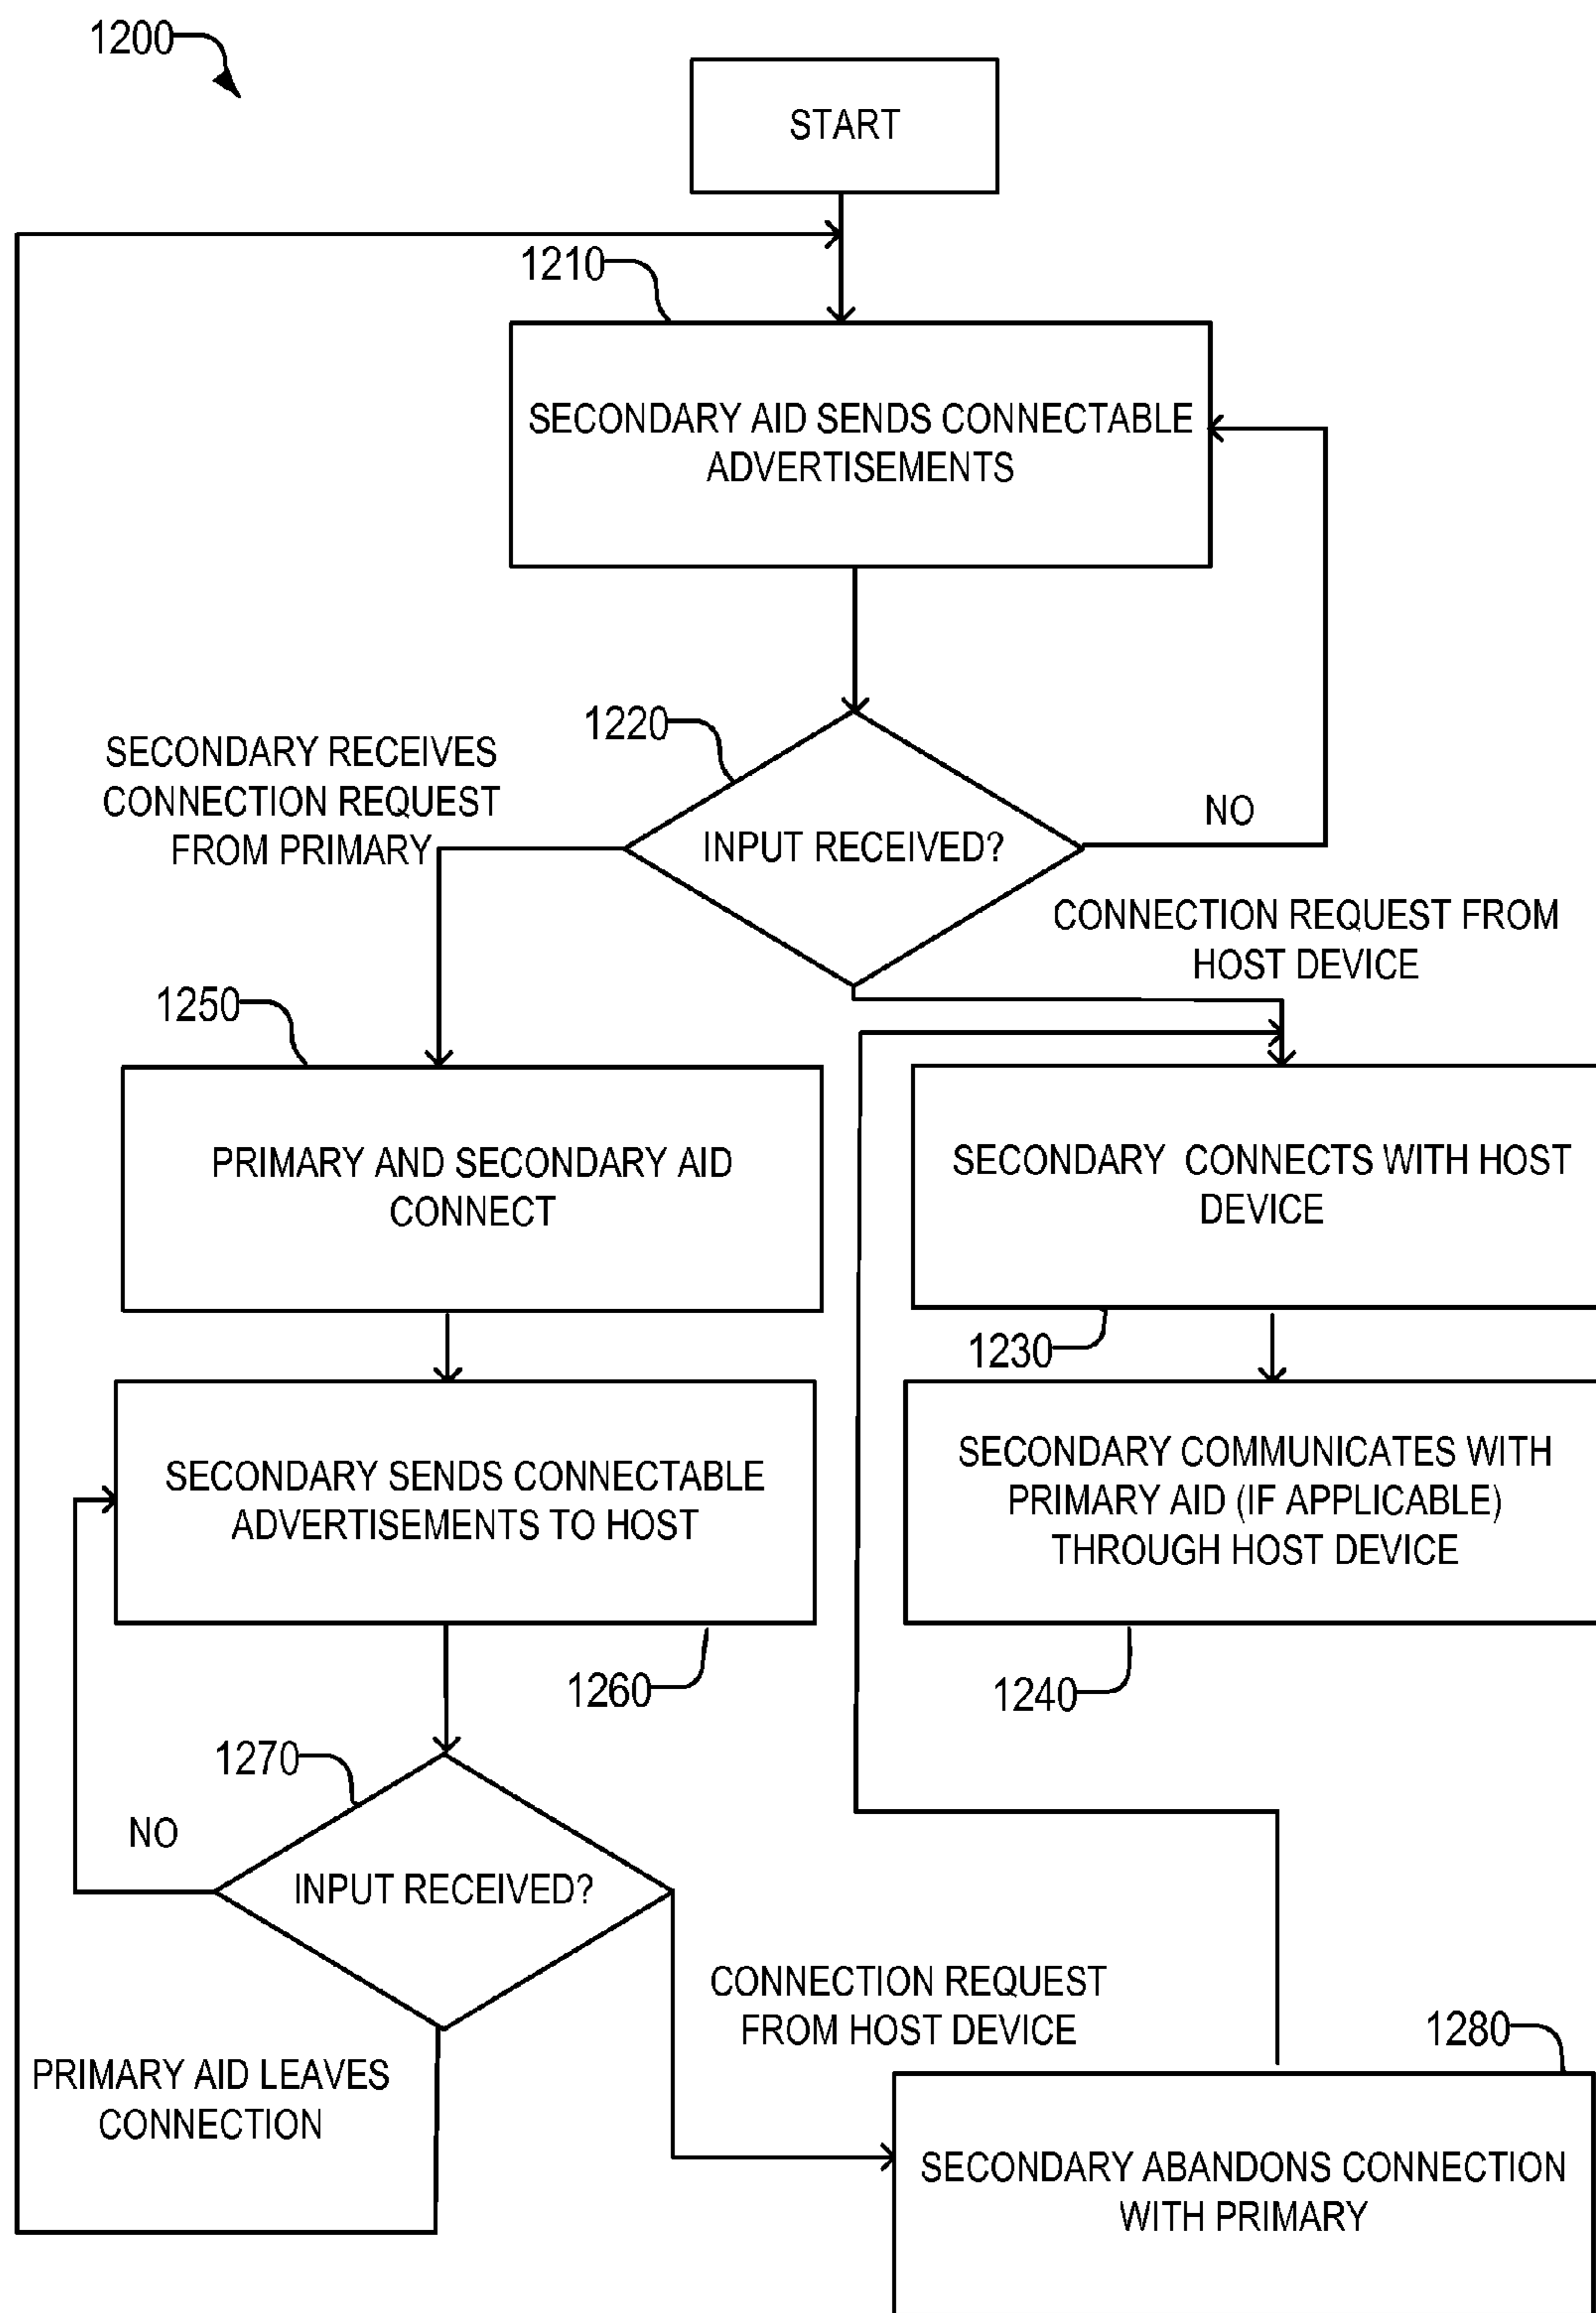 1200
START
1210
SECONDARY AID SENDS CONNECTABLE
ADVERTISEMENTS
1220
SECONDARY RECEIVES
CONNECTION REQUEST
FROM PRIMARY
INPUT RECEIVED?
NO
CONNECTION REQUEST FROM
HOST DEVICE
1250
PRIMARY AND SECONDARY AID
CONNECT
SECONDARY CONNECTS WITH HOST
DEVICE
1230
SECONDARY SENDS CONNECTABLE
ADVERTISEMENTS TO HOST
SECONDARY COMMUNICATES WITH
PRIMARY AID (IF APPLICABLE)
THROUGH HOST DEVICE
1260
1240
1270
NO
INPUT RECEIVED?
CONNECTION REQUEST
FROM HOST DEVICE
PRIMARY AID LEAVES
CONNECTION
1280
SECONDARY ABANDONS CONNECTION
WITH PRIMARY